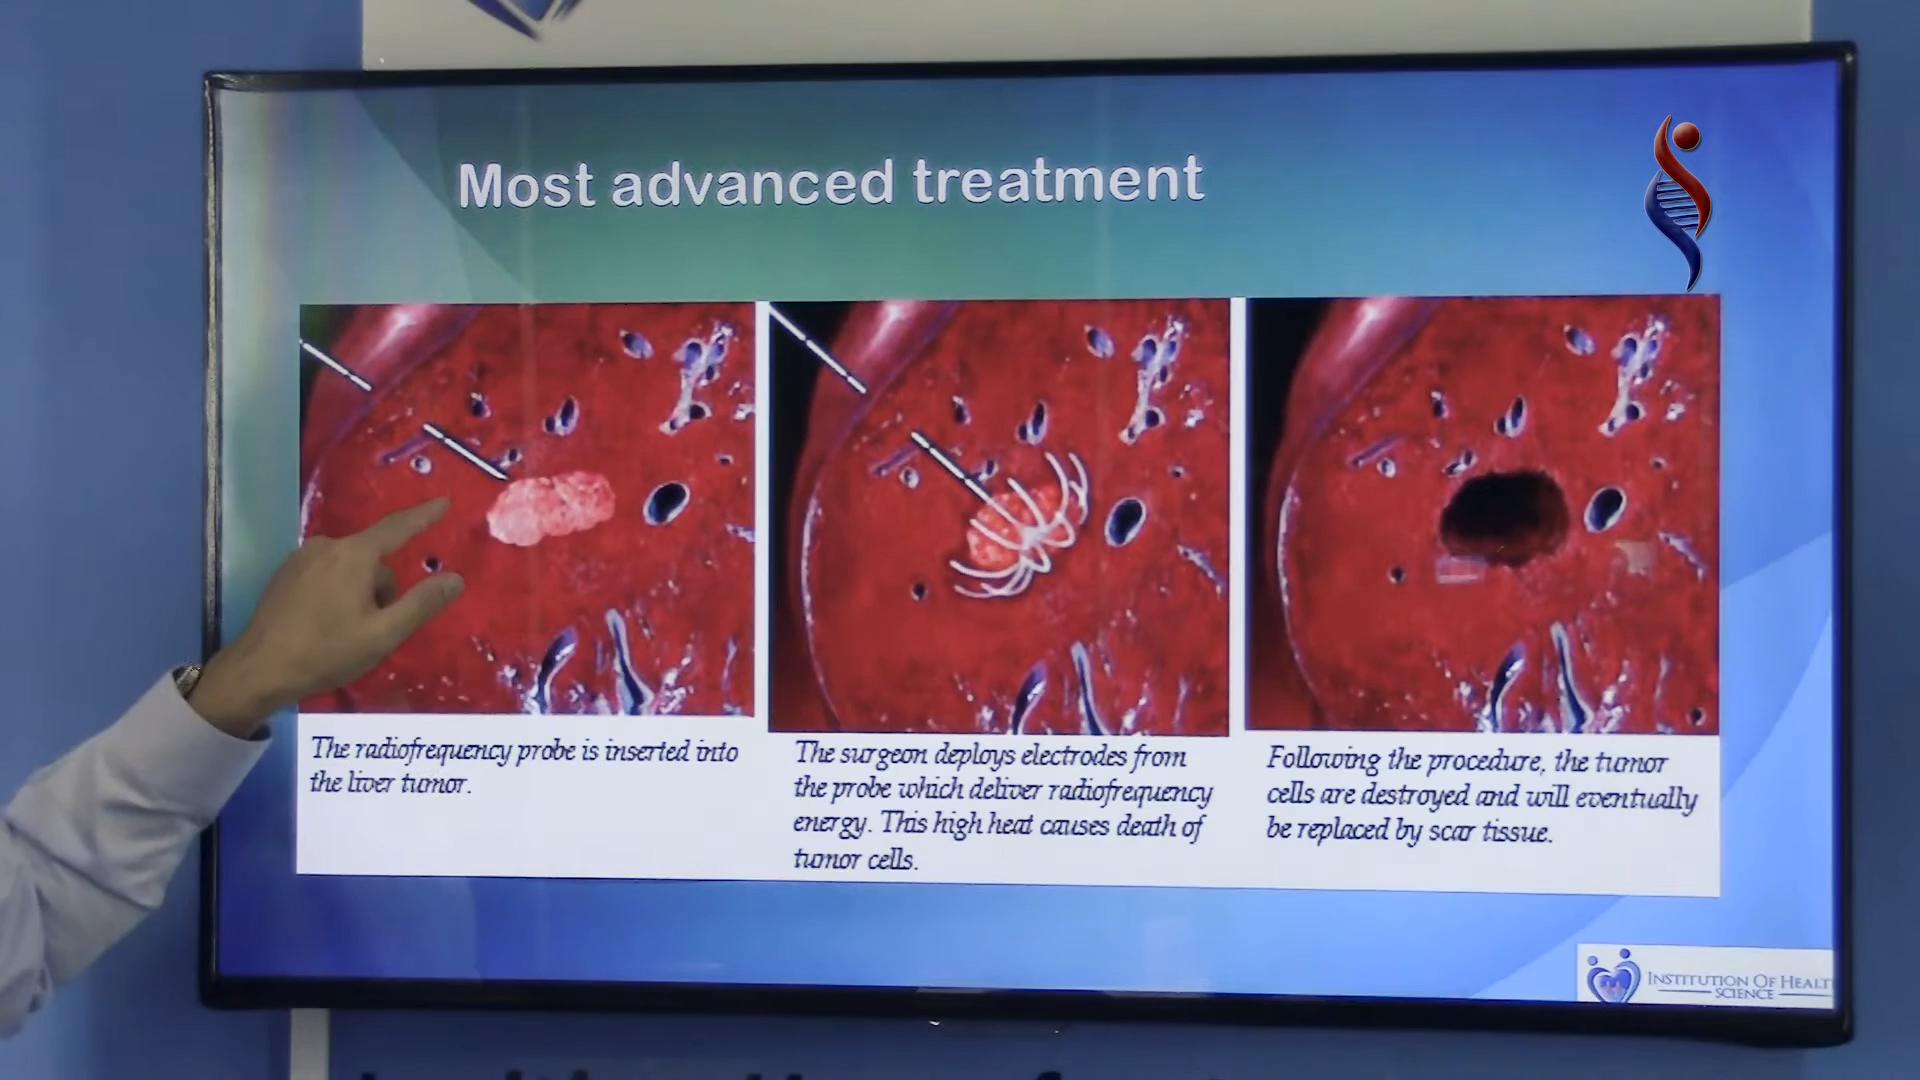 Most advanced treatment
The radiofrequency probe is inserted into
the liver tumor.
The surgeon deploys electrodes from
the probe which deliver radiofrequency
energy. This high heat causes death of
tumor cells.
Following the procedure, the tumor
cells are destroyed and will eventually
be replaced by scar tissue.
INSTITUTION OF HEALT
SCIENCE